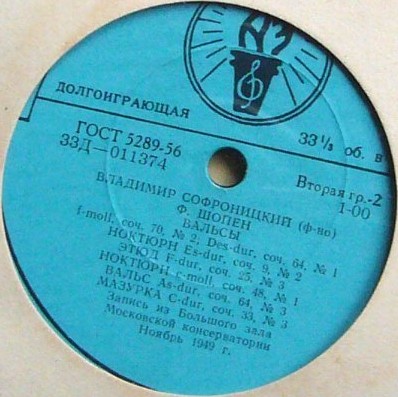 ДОЛГОИГРАЮЩАЯ
33⅓ об. в
ГОСТ 5289-56
33Д—011374
Вторая гр.-2
1-00
ВЛАДИМИР СОФРОНИЦКИЙ (ф-но)
Ф. ШОПЕН
ВАЛЬСЫ
f-moll, соч. 70, № 2, Des-dur, соч. 64, № 1
НОКТЮРН Es-dur, соч. 9, № 2
ЭТЮД F-dur, соч. 25, № 3
НОКТЮРН c-moll, соч. 48, № 1
ВАЛЬС As-dur, соч. 64, № 3
МАЗУРКА C-dur, соч. 33, № 3
Запись из Большого зала
Московской консерватории
Ноябрь 1949 г.